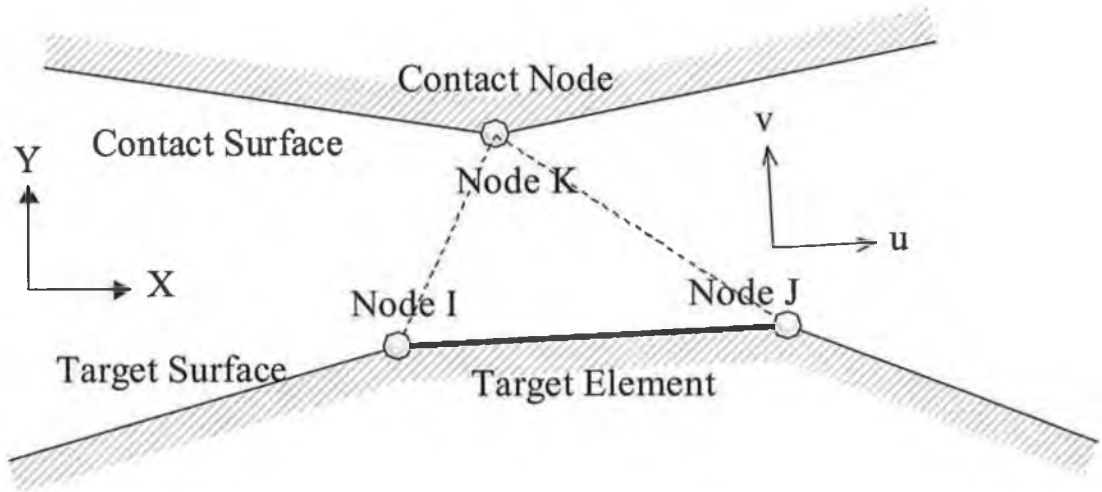 Contact Node
Contact Surface
v
Y
Node K
u
X
Node I
Node J
Target Surface
Target Element